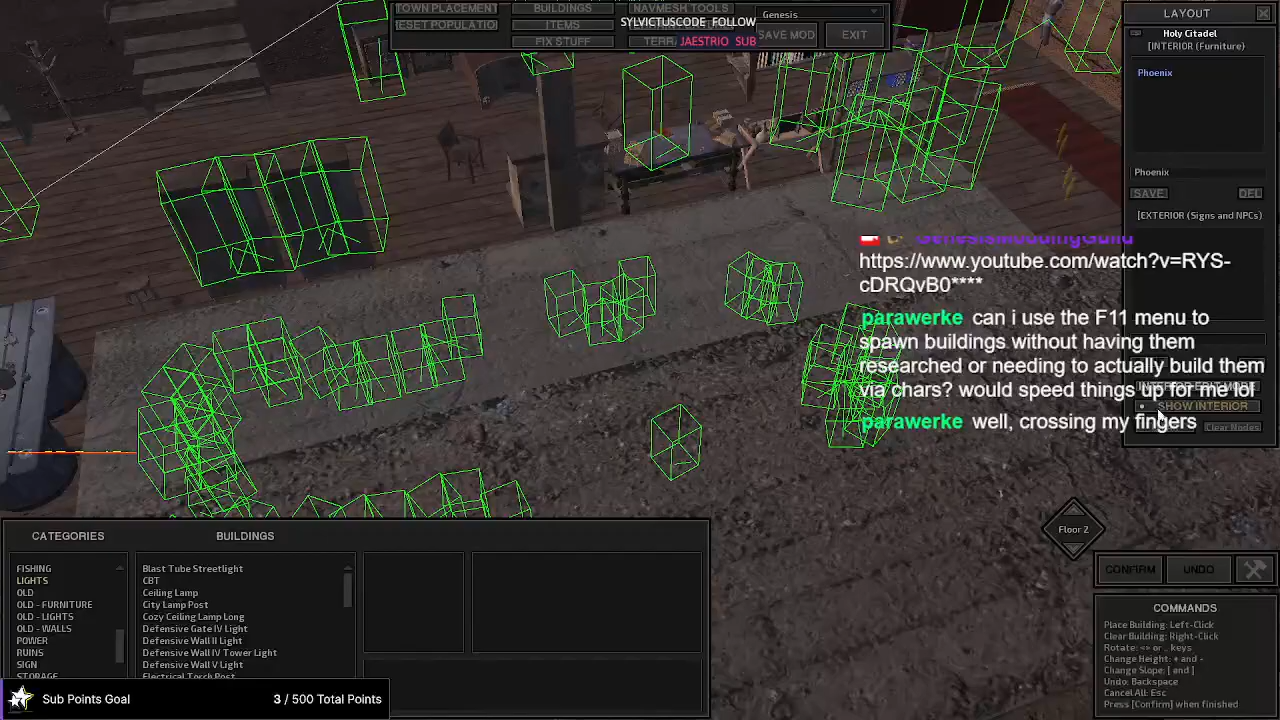 TOWN PLACEMENT
BUILDINGS
NAVMESH TOOLS
Genesis
RESET POPULATION
ITEMS
SYLVICTUSCODE FOLLOW
SAVE MOD
EXIT
FIX STUFF
JAESTRIO SUB
LAYOUT
Holy Citadel
[INTERIOR (Furniture)
Phoenix
Phoenix
SAVE
DEL
[EXTERIOR (Signs and NPCs)
GenesisModdingGuild
https://www.youtube.com/watch?v=RYS-
cDRQvB0****
parawerke can i use the F11 menu to
spawn buildings without having them
researched or needing to actually build them
via chars? would speed things up for me lol
parawerke well, crossing my fingers
SHOW INTERIOR
Clear Nodes
Floor 2
CATEGORIES
BUILDINGS
FISHING
LIGHTS
OLD
OLD - FURNITURE
OLD - LIGHTS
OLD - WALLS
POWER
RUINS
SIGN
STORAGE
Blast Tube Streetlight
CBT
Ceiling Lamp
City Lamp Post
Cozy Ceiling Lamp Long
Defensive Gate IV Light
Defensive Wall II Light
Defensive Wall IV Tower Light
Defensive Wall V Light
Electrical Torch Post
CONFIRM
UNDO
COMMANDS
Place Building: Left-Click
Clear Building: Right-Click
Rotate: <> or , . keys
Change Height: + and -
Change Slope: [ and ]
Undo: Backspace
Cancel All: Esc
Press [Confirm] when finished
Sub Points Goal
3 / 500 Total Points